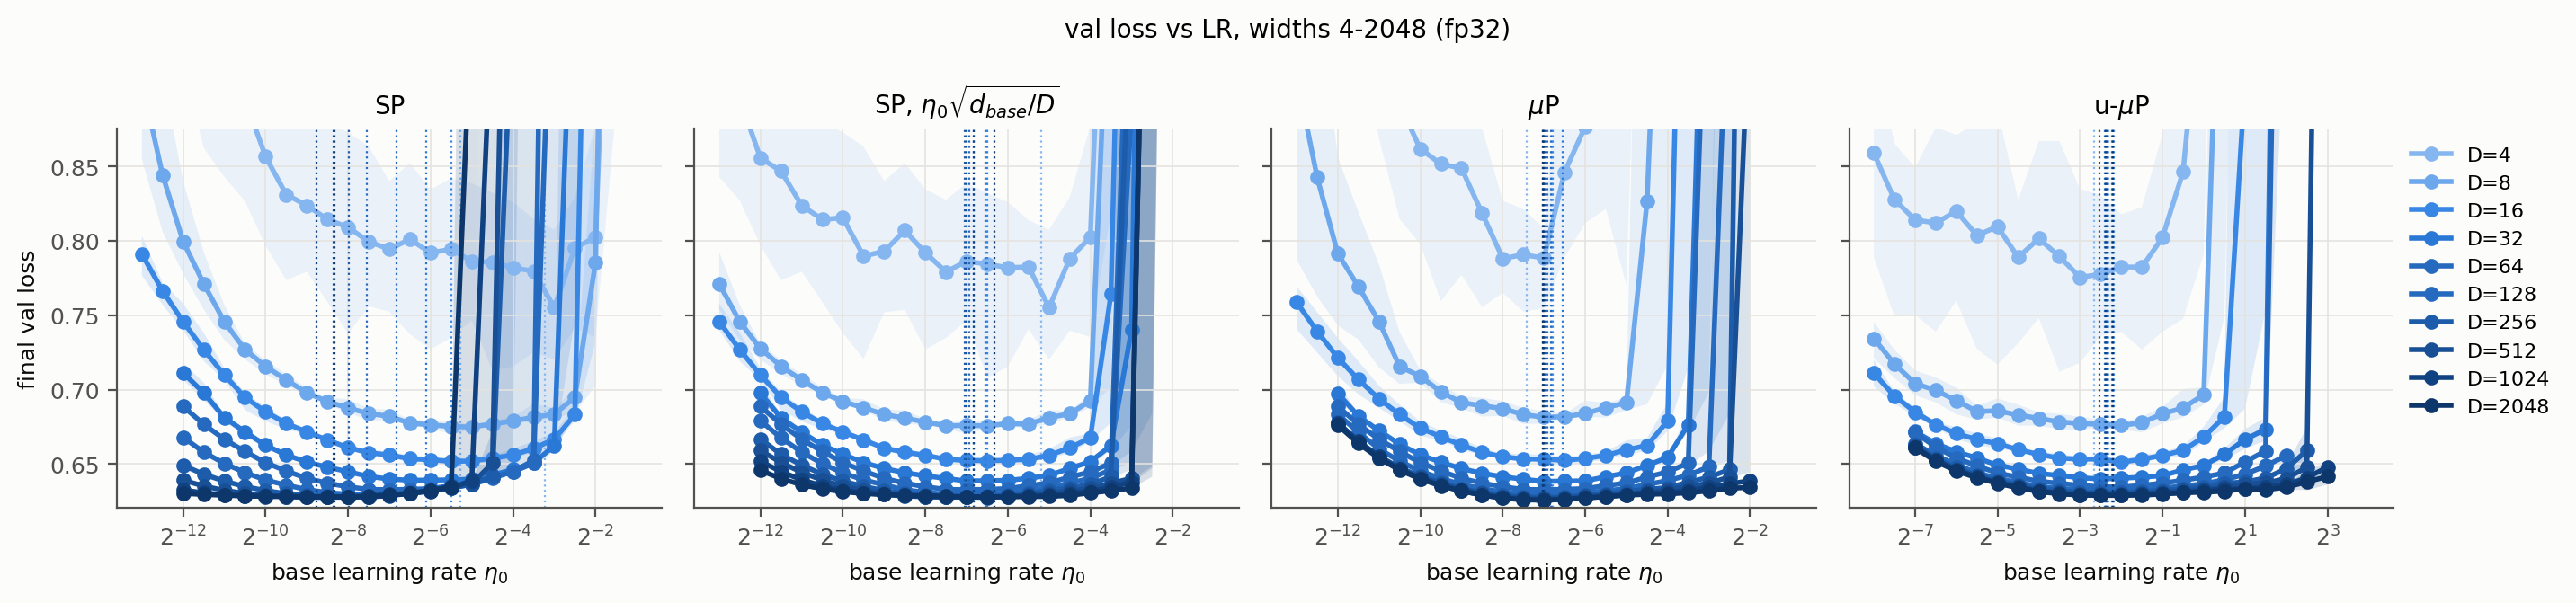 val loss vs LR, widths 4-2048 (fp32)
SP
SP, η₀√d_base/D
μP
u-μP
final val loss
0.85
0.80
0.75
0.70
0.65
2⁻¹² 2⁻¹⁰ 2⁻⁸ 2⁻⁶ 2⁻⁴ 2⁻²
2⁻¹² 2⁻¹⁰ 2⁻⁸ 2⁻⁶ 2⁻⁴ 2⁻²
2⁻¹² 2⁻¹⁰ 2⁻⁸ 2⁻⁶ 2⁻⁴ 2⁻²
2⁻⁷ 2⁻⁵ 2⁻³ 2⁻¹ 2¹ 2³
base learning rate η₀
base learning rate η₀
base learning rate η₀
base learning rate η₀
D=4
D=8
D=16
D=32
D=64
D=128
D=256
D=512
D=1024
D=2048